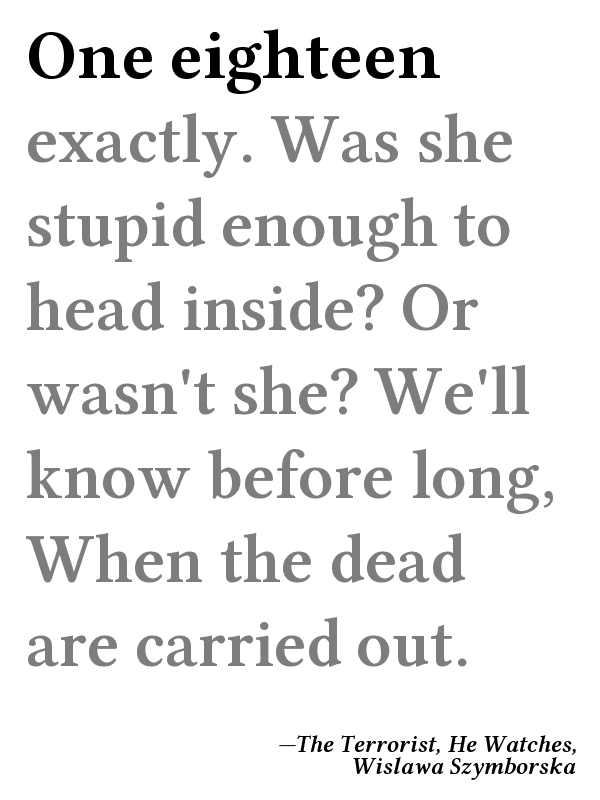 One eighteen
exactly. Was she
stupid enough to
head inside? Or
wasn't she? We'll
know before long,
When the dead
are carried out.
—The Terrorist, He Watches,
Wislawa Szymborska